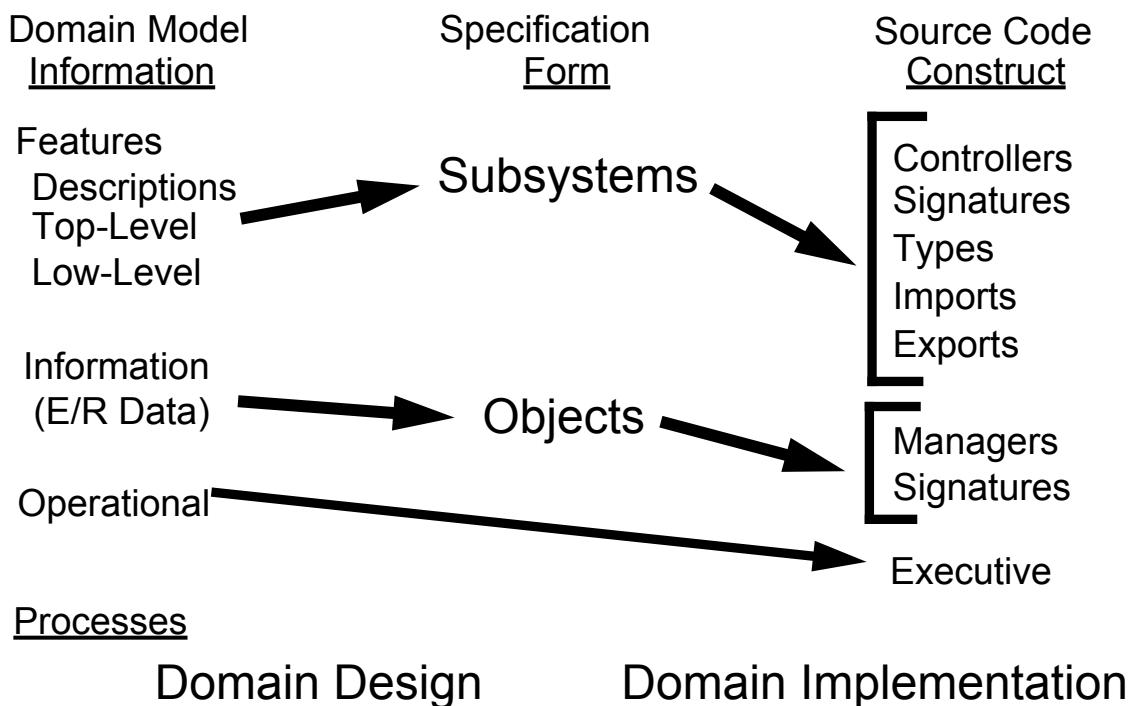 Domain Model
Information
Specification
Form
Source Code
Construct
Features
Descriptions
Top-Level
Low-Level
Subsystems
Controllers
Signatures
Types
Imports
Exports
Information
(E/R Data)
Objects
Managers
Signatures
Operational
Executive
Processes
Domain Design
Domain Implementation